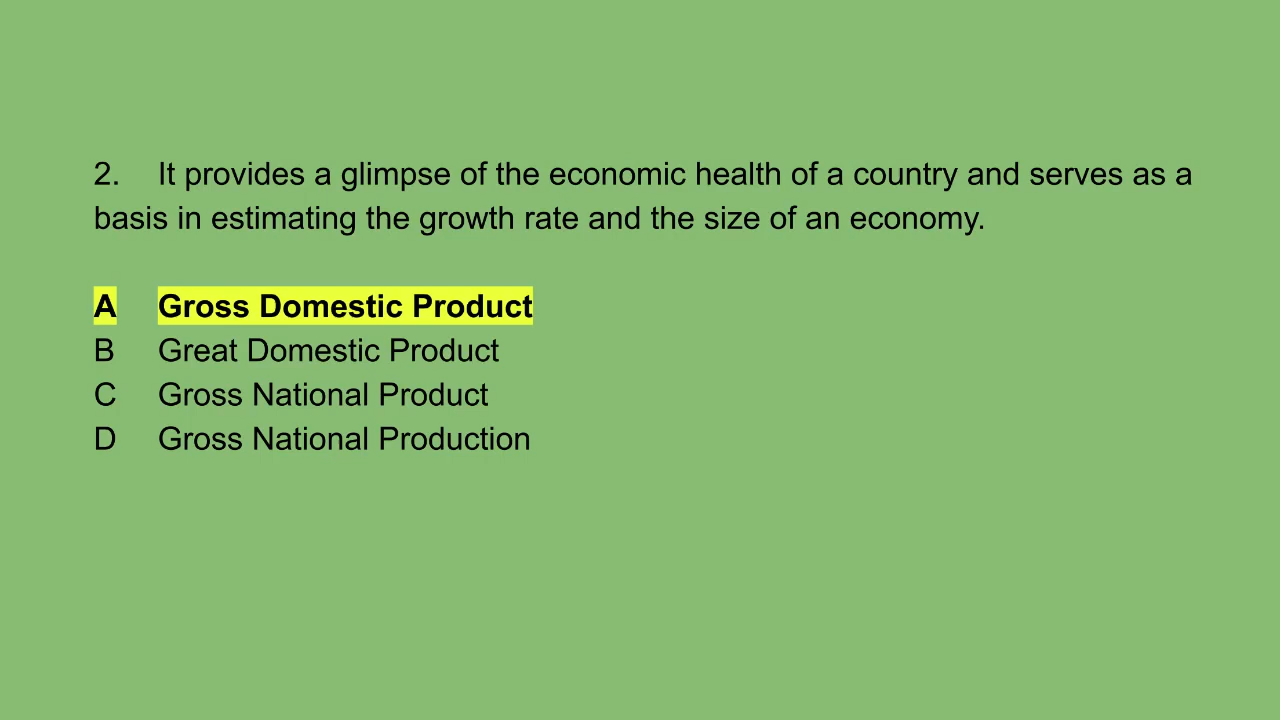 2. It provides a glimpse of the economic health of a country and serves as a
basis in estimating the growth rate and the size of an economy.
A Gross Domestic Product
B Great Domestic Product
C Gross National Product
D Gross National Production